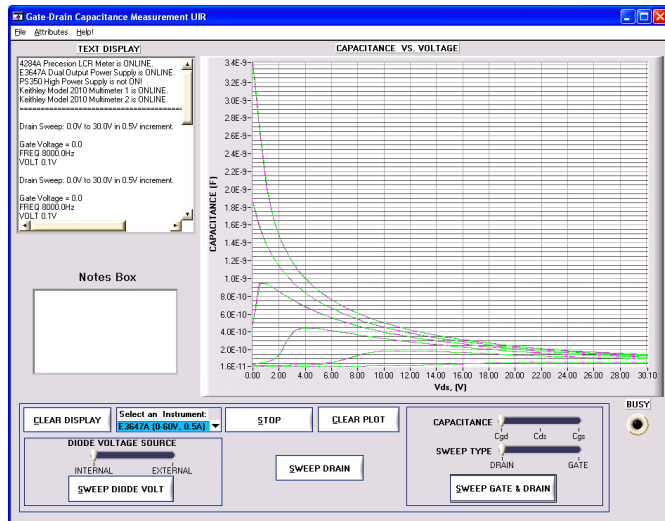 Gate-Drain Capacitance Measurement UIR
File Attributes Help!
TEXT DISPLAY
4284A Precesion LCR Meter is ONLINE.
E3647A Dual Output Power Supply is ONLINE.
PS350 High Power Supply is not ON!
Keithley Model 2010 Multimeter 1 is ONLINE.
Keithley Model 2010 Multimeter 2 is ONLINE.
=====================================
Drain Sweep: 0.0V to 30.0V in 0.5V increment.
Gate Voltage = 0.0
FREQ 8000.0Hz
VOLT 0.1V
Drain Sweep: 0.0V to 30.0V in 0.5V increment.
Gate Voltage = 0.0
FREQ 8000.0Hz
VOLT 0.1V
Notes Box
CAPACITANCE VS. VOLTAGE
CAPACITANCE (F)
3.4E-9
3.2E-9
3.0E-9
2.8E-9
2.6E-9
2.4E-9
2.2E-9
2.0E-9
1.8E-9
1.6E-9
1.4E-9
1.2E-9
1.0E-9
8.0E-10
6.0E-10
4.0E-10
2.0E-10
1.6E-11
0.00 2.00 4.00 6.00 8.00 10.00 12.00 14.00 16.00 18.00 20.00 22.00 24.00 26.00 28.00 30.10
Vds, (V)
CLEAR DISPLAY
Select an Instrument:
E3647A (0-60V, 0.5A)
STOP
CLEAR PLOT
DIODE VOLTAGE SOURCE
INTERNAL EXTERNAL
SWEEP DIODE VOLT
SWEEP DRAIN
CAPACITANCE
Cgd Cds Cgs
SWEEP TYPE
DRAIN GATE
SWEEP GATE & DRAIN
BUSY